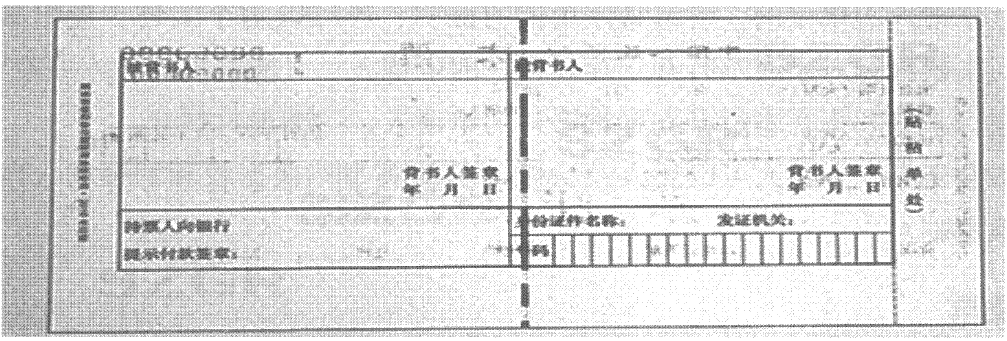 被背书人
被背书人
背书人签章
年 月 日
背书人签章
年 月 日
持票人向银行
提示付款签章：
身份证件名称： 发证机关：
号码
（贴粘单处）